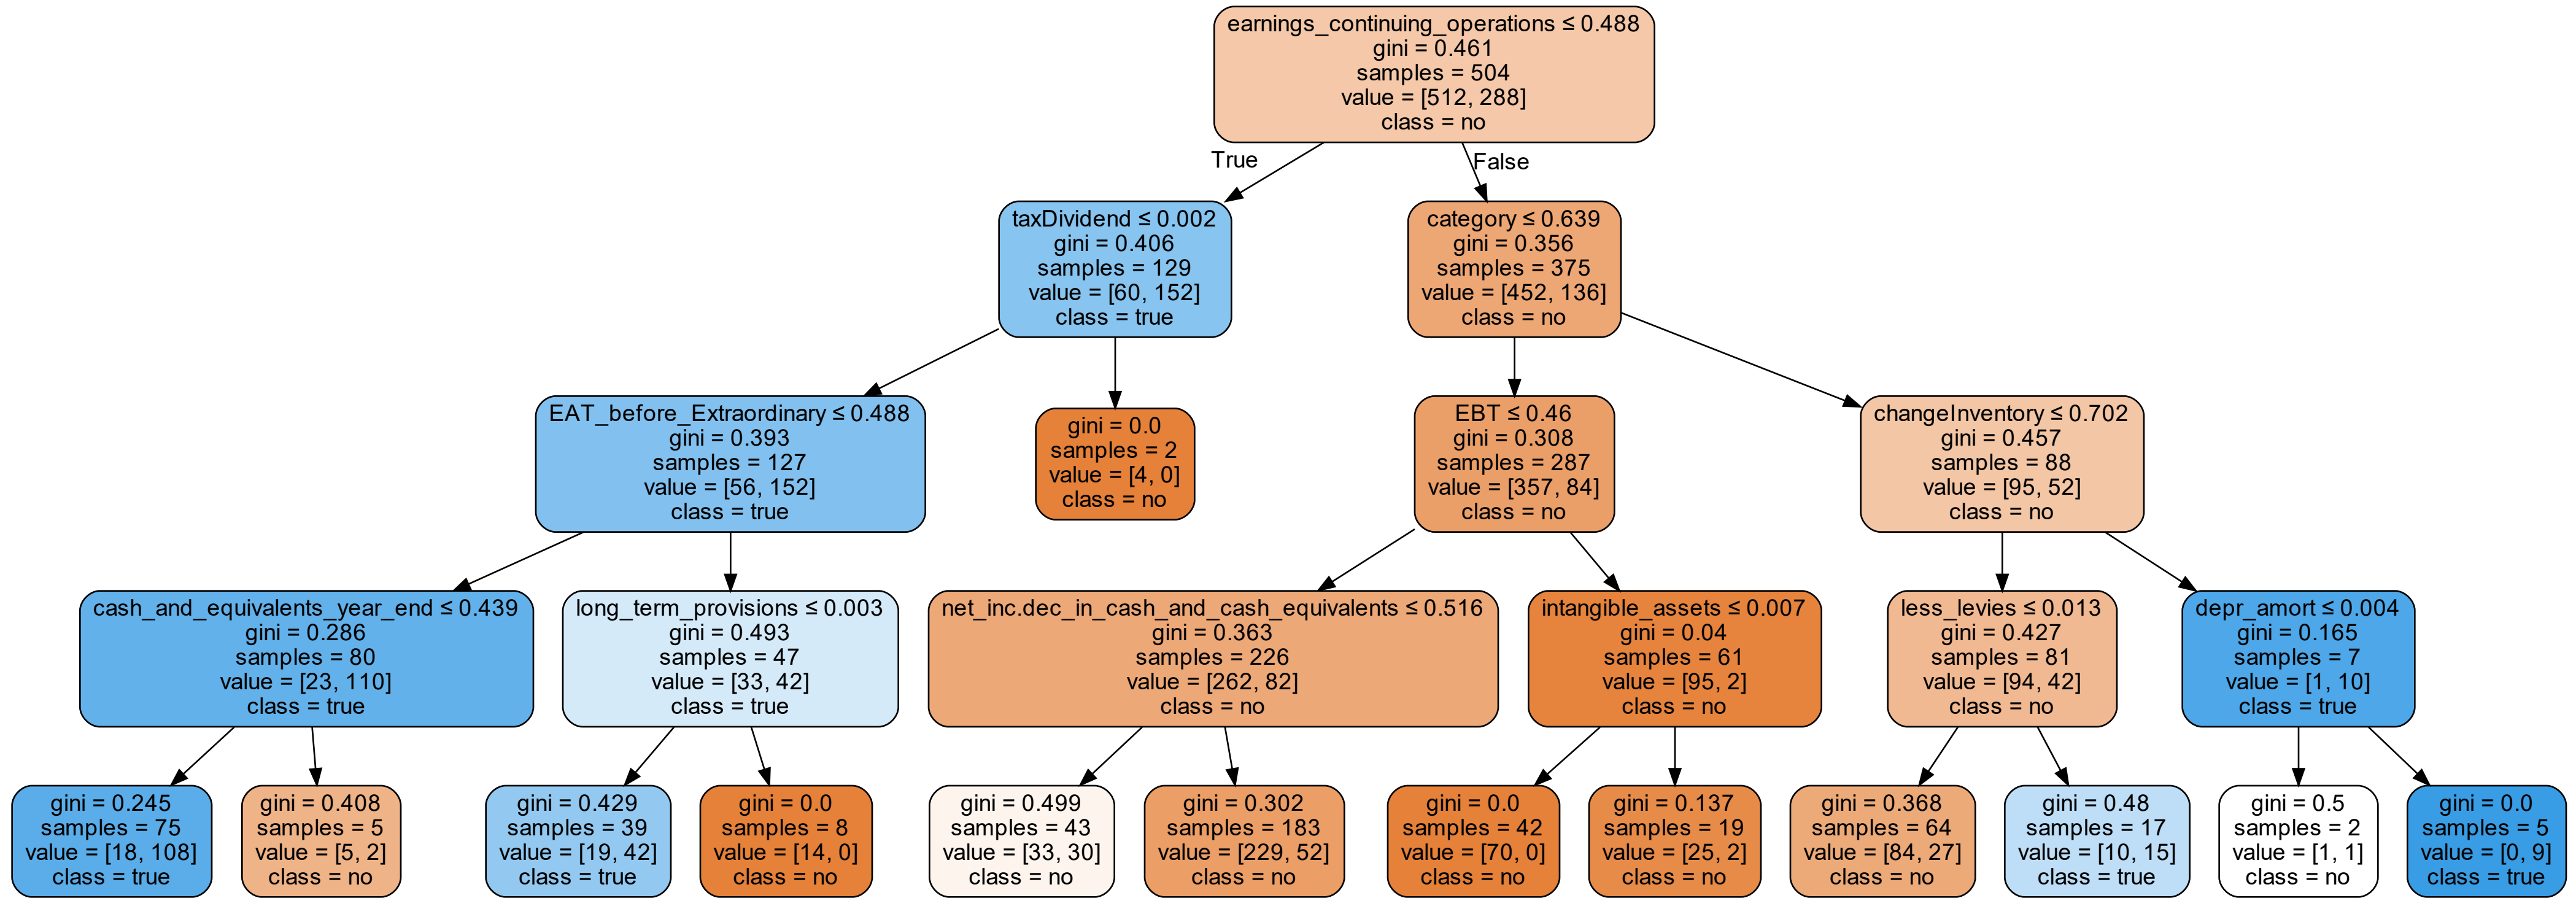 earnings_continuing_operations ≤ 0.488
gini = 0.461
samples = 504
value = [512, 288]
class = no
True
False
taxDividend ≤ 0.002
gini = 0.406
samples = 129
value = [60, 152]
class = true
category ≤ 0.639
gini = 0.356
samples = 375
value = [452, 136]
class = no
EAT_before_Extraordinary ≤ 0.488
gini = 0.393
samples = 127
value = [56, 152]
class = true
gini = 0.0
samples = 2
value = [4, 0]
class = no
EBT ≤ 0.46
gini = 0.308
samples = 287
value = [357, 84]
class = no
changeInventory ≤ 0.702
gini = 0.457
samples = 88
value = [95, 52]
class = no
cash_and_equivalents_year_end ≤ 0.439
gini = 0.286
samples = 80
value = [23, 110]
class = true
long_term_provisions ≤ 0.003
gini = 0.493
samples = 47
value = [33, 42]
class = true
net_inc.dec_in_cash_and_cash_equivalents ≤ 0.516
gini = 0.363
samples = 226
value = [262, 82]
class = no
intangible_assets ≤ 0.007
gini = 0.04
samples = 61
value = [95, 2]
class = no
less_levies ≤ 0.013
gini = 0.427
samples = 81
value = [94, 42]
class = no
depr_amort ≤ 0.004
gini = 0.165
samples = 7
value = [1, 10]
class = true
gini = 0.245
samples = 75
value = [18, 108]
class = true
gini = 0.408
samples = 5
value = [5, 2]
class = no
gini = 0.429
samples = 39
value = [19, 42]
class = true
gini = 0.0
samples = 8
value = [14, 0]
class = no
gini = 0.499
samples = 43
value = [33, 30]
class = no
gini = 0.302
samples = 183
value = [229, 52]
class = no
gini = 0.0
samples = 42
value = [70, 0]
class = no
gini = 0.137
samples = 19
value = [25, 2]
class = no
gini = 0.368
samples = 64
value = [84, 27]
class = no
gini = 0.48
samples = 17
value = [10, 15]
class = true
gini = 0.5
samples = 2
value = [1, 1]
class = no
gini = 0.0
samples = 5
value = [0, 9]
class = true